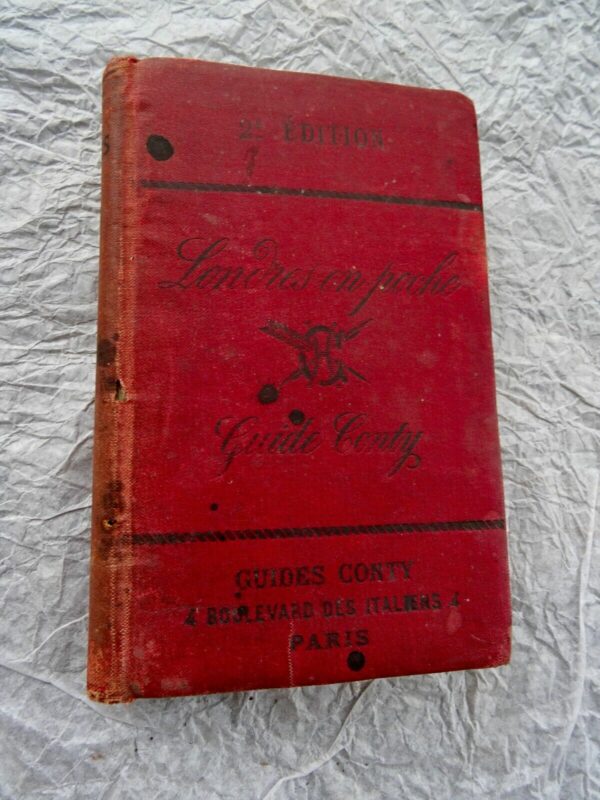 2e ÉDITION
Londres en poche
Guide Conty
GUIDES CONTY
4 BOULEVARD DES ITALIENS 4
PARIS